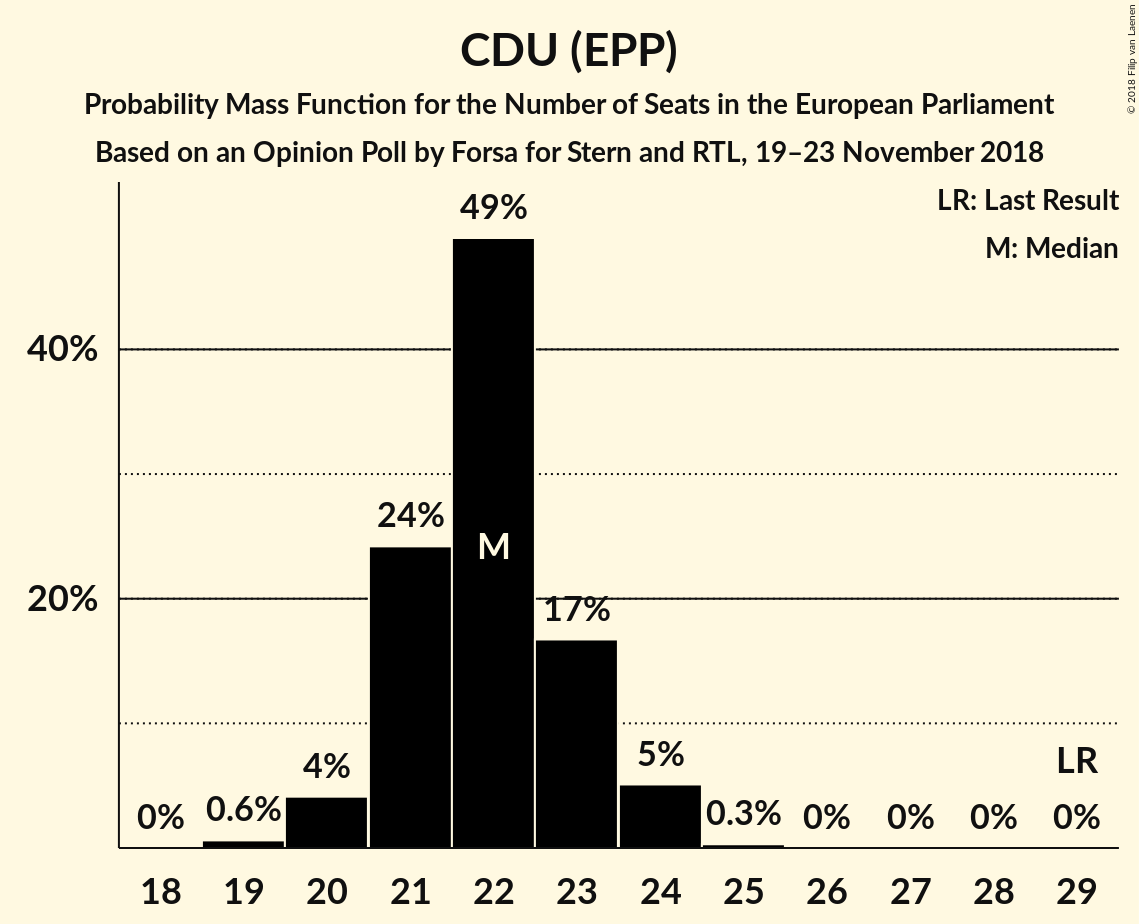 CDU (EPP)
Probability Mass Function for the Number of Seats in the European Parliament
Based on an Opinion Poll by Forsa for Stern and RTL, 19–23 November 2018
© 2018 Filip van Laenen
LR: Last Result
M: Median
49%
40%
24%
M
20%
17%
4%
5%
LR
0%
0.6%
0.3%
0%
0%
0%
0%
18 19 20 21 22 23 24 25 26 27 28 29